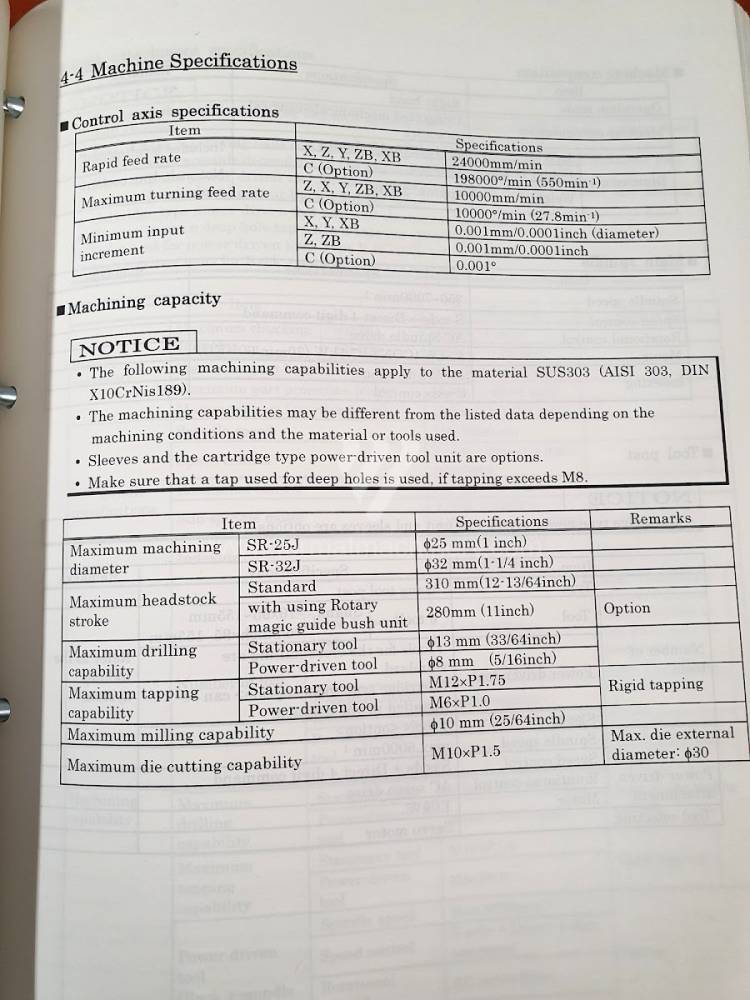 4-4 Machine Specifications
■Control axis specifications
Item Specifications
Rapid feed rate X, Z, Y, ZB, XB 24000mm/min
C (Option) 198000°/min (550min⁻¹)
Maximum turning feed rate Z, X, Y, ZB, XB 10000mm/min
C (Option) 10000°/min (27.8min⁻¹)
Minimum input increment X, Y, XB 0.001mm/0.0001inch (diameter)
Z, ZB 0.001mm/0.0001inch
C (Option) 0.001°
■Machining capacity
NOTICE
・The following machining capabilities apply to the material SUS303 (AISI 303, DIN
X10CrNis189).
・The machining capabilities may be different from the listed data depending on the
machining conditions and the material or tools used.
・Sleeves and the cartridge type power-driven tool unit are options.
・Make sure that a tap used for deep holes is used, if tapping exceeds M8.
Item Specifications Remarks
Maximum machining diameter SR-25J ϕ25 mm(1 inch)
SR-32J ϕ32 mm(1-1/4 inch)
Maximum headstock stroke Standard 310 mm(12-13/64inch)
with using Rotary magic guide bush unit 280mm (11inch) Option
Maximum drilling capability Stationary tool ϕ13 mm (33/64inch)
Power-driven tool ϕ8 mm (5/16inch)
Maximum tapping capability Stationary tool M12×P1.75 Rigid tapping
Power-driven tool M6×P1.0
Maximum milling capability ϕ10 mm (25/64inch)
Maximum die cutting capability M10×P1.5 Max. die external diameter: ϕ30